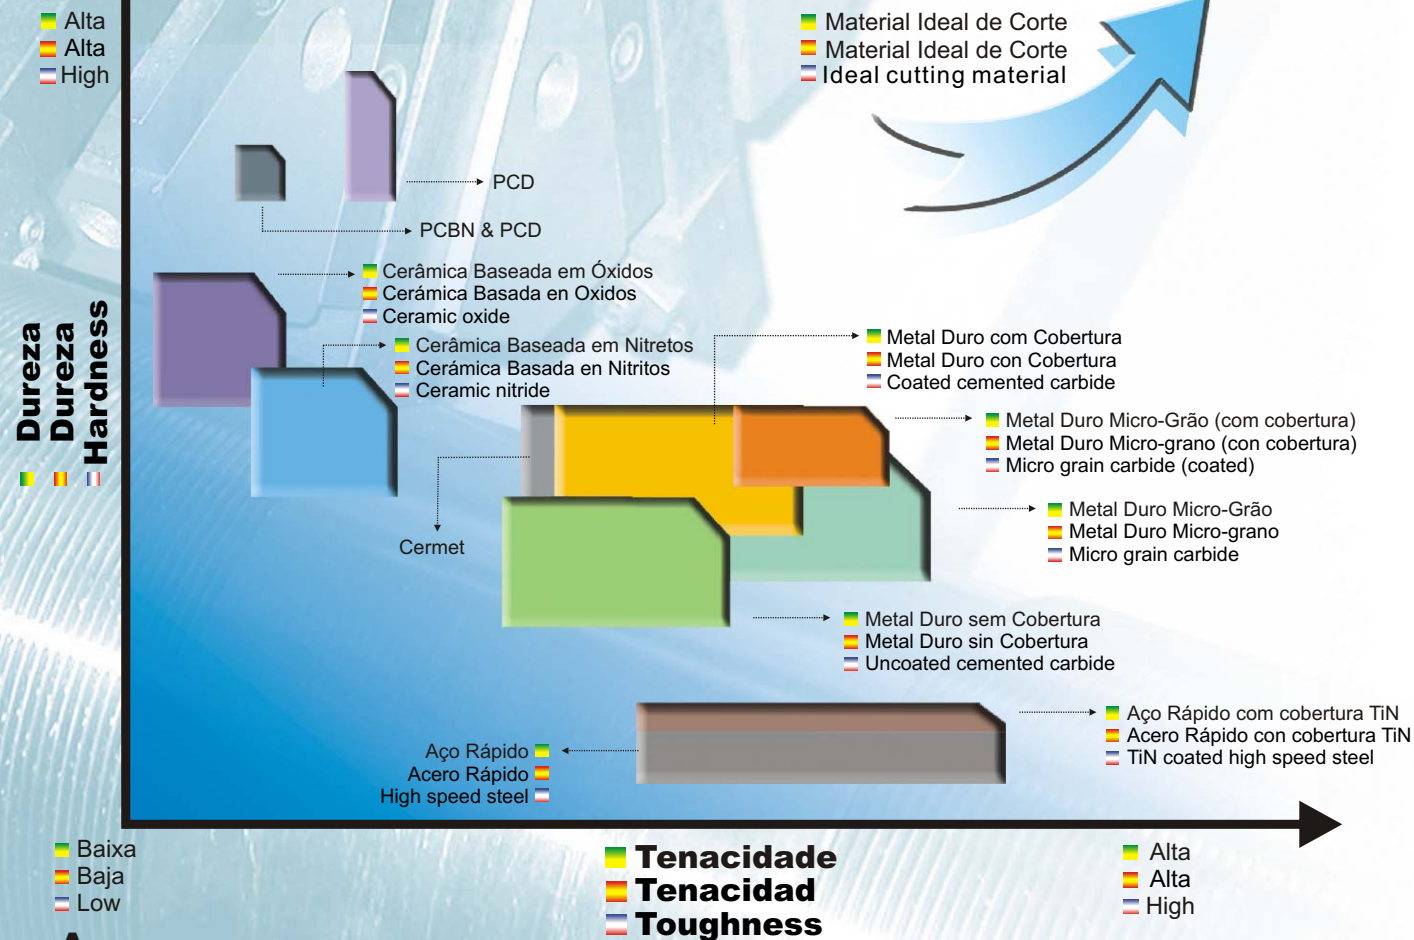 Alta
Alta
High
Material Ideal de Corte
Material Ideal de Corte
Ideal cutting material
PCD
PCBN & PCD
Cerâmica Baseada em Óxidos
Cerámica Basada en Oxidos
Ceramic oxide
Cerâmica Baseada em Nitretos
Cerámica Basada en Nitritos
Ceramic nitride
Metal Duro com Cobertura
Metal Duro con Cobertura
Coated cemented carbide
Metal Duro Micro-Grão (com cobertura)
Metal Duro Micro-grano (con cobertura)
Micro grain carbide (coated)
Dureza
Dureza
Hardness
Metal Duro Micro-Grão
Metal Duro Micro-grano
Micro grain carbide
Cermet
Metal Duro sem Cobertura
Metal Duro sin Cobertura
Uncoated cemented carbide
Aço Rápido com cobertura TiN
Acero Rápido con cobertura TiN
TiN coated high speed steel
Aço Rápido
Acero Rápido
High speed steel
Baixa
Baja
Low
Tenacidade
Tenacidad
Toughness
Alta
Alta
High